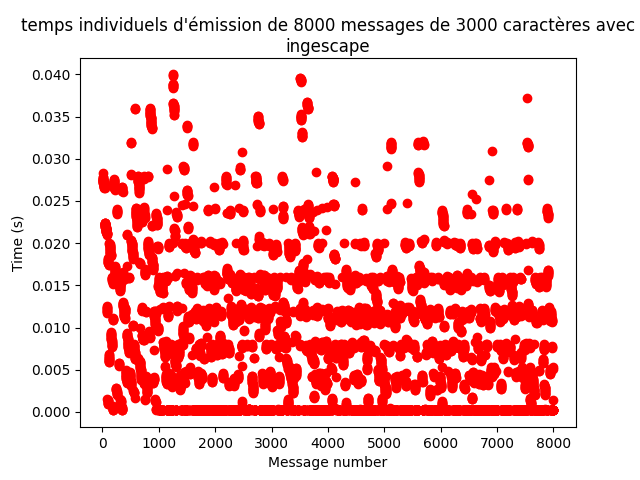 temps individuels d'émission de 8000 messages de 3000 caractères avec
ingescape
0.040
0.035
0.030
0.025
0.020
0.015
0.010
0.005
0.000
Time (s)
0 1000 2000 3000 4000 5000 6000 7000 8000
Message number